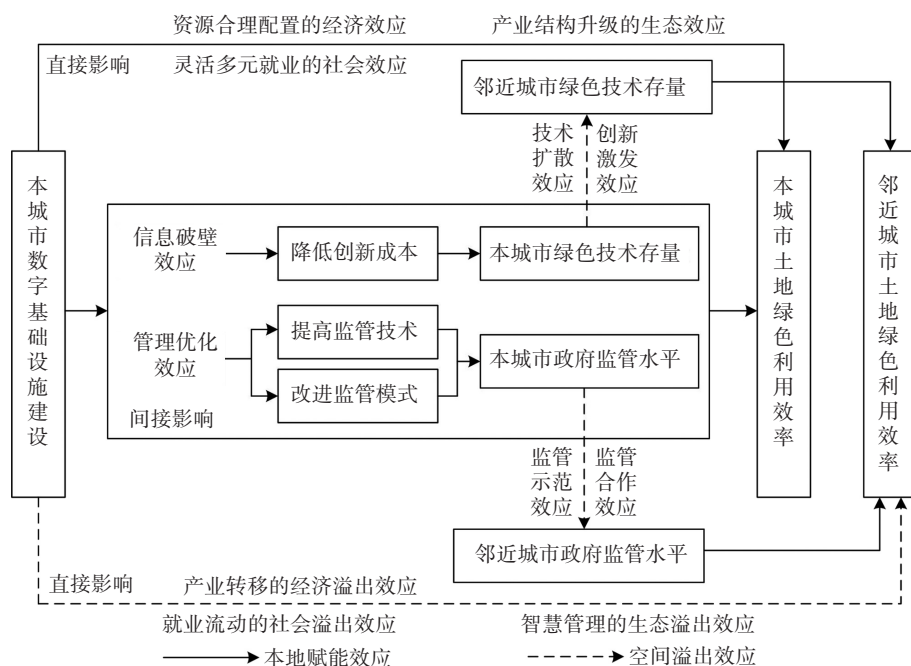 资源合理配置的经济效应 产业结构升级的生态效应
直接影响 灵活多元就业的社会效应
邻近城市绿色技术存量
技术扩散效应
创新激发效应
本城市数字基础设施建设
信息破壁
效应
降低创新成本
本城市绿色技术存量
管理优化
效应
提高监管技术
改进监管模式
本城市政府监管水平
间接影响
本城市土地绿色利用效率
邻近城市土地绿色利用效率
监管示范效应
监管合作效应
邻近城市政府监管水平
直接影响 产业转移的经济溢出效应
就业流动的社会溢出效应 智慧管理的生态溢出效应
本地赋能效应 空间溢出效应